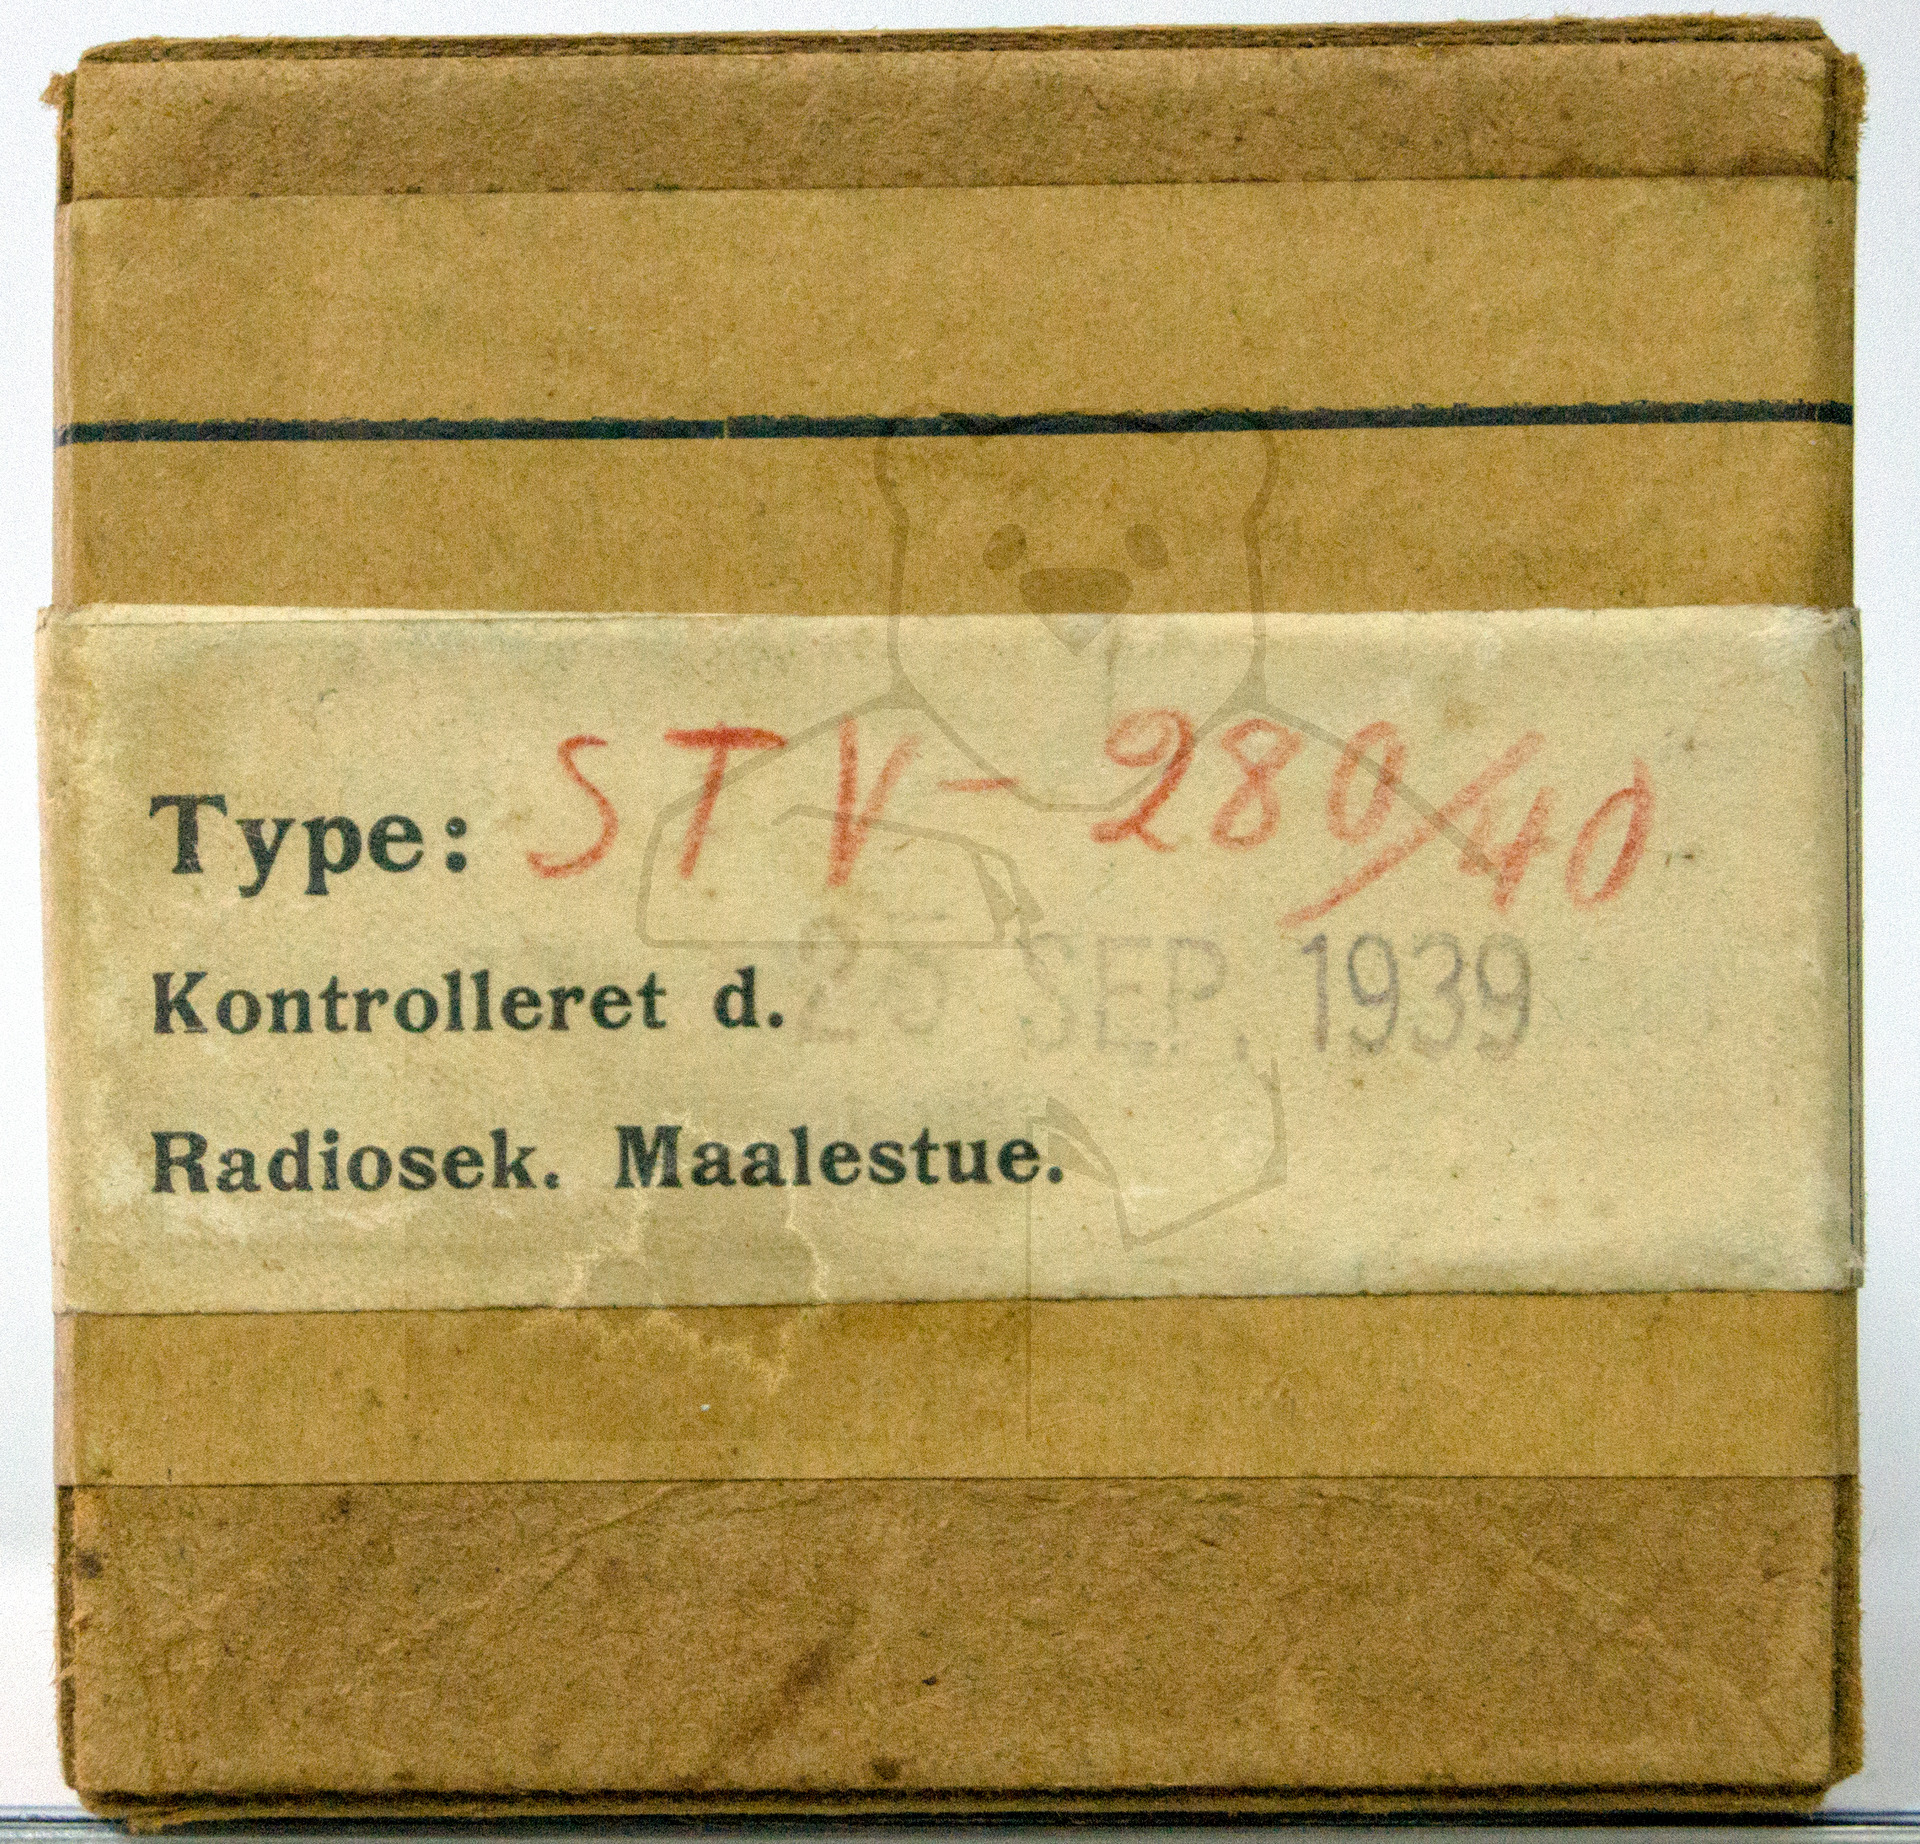 Type: STV-280/40
Kontrolleret d. SEP. 1939
Radiosek. Maalestue.